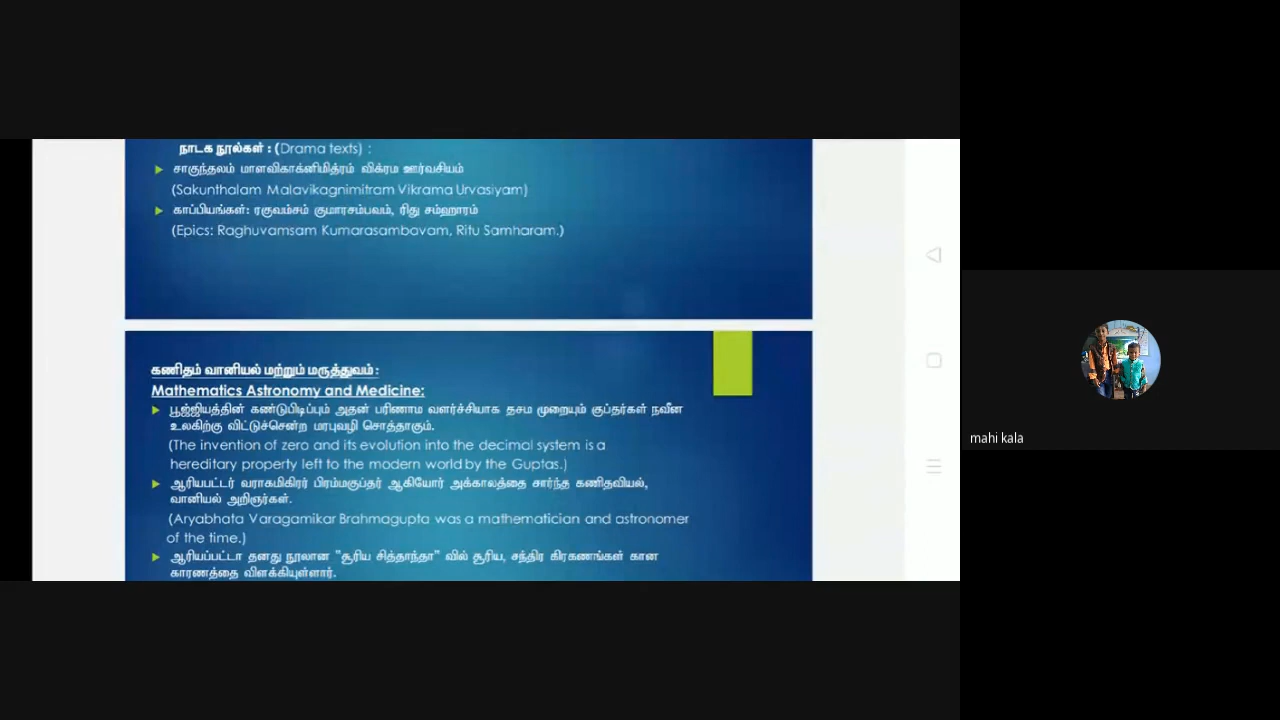 நாடக நூல்கள் : (Drama texts) :
சாகுந்தலம் மாளவிகாக்னிமித்ரம் விக்ரம ஊர்வசியம்
(Sakunthalam Malavikagnimitram Vikrama Urvasiyam)
காப்பியங்கள்: ரகுவம்சம் குமாரசம்பவம், ரிது சம்ஹாரம்
(Epics: Raghuvamsam Kumarasambavam, Ritu Samharam.)
கணிதம் வானியல் மற்றும் மருத்துவம் :
Mathematics Astronomy and Medicine:
பூஜ்ஜியத்தின் கண்டுபிடிப்பும் அதன் பரிணாம வளர்ச்சியாக தசம முறையும் குப்தர்கள் நவீன
உலகிற்கு விட்டுச்சென்ற மரபுவழி சொத்தாகும்.
(The invention of zero and its evolution into the decimal system is a
hereditary property left to the modern world by the Guptas.)
ஆரியபட்டர் வராகமிகிரர் பிரம்மகுப்தர் ஆகியோர் அக்காலத்தை சார்ந்த கணிதவியல்,
வானியல் அறிஞர்கள்.
(Aryabhata Varagamikar Brahmagupta was a mathematician and astronomer
of the time.)
ஆரியப்பட்டா தனது நூலான "சூரிய சித்தாந்தா" வில் சூரிய, சந்திர கிரகணங்கள் கான
காரணத்தை விளக்கியுள்ளார்.
mahi kala